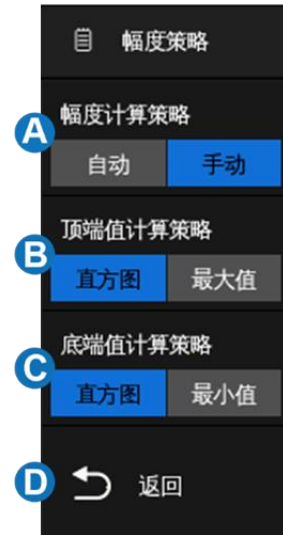 幅度策略
A
幅度计算策略
自动 手动
B
顶端值计算策略
直方图 最大值
C
底端值计算策略
直方图 最小值
D
返回